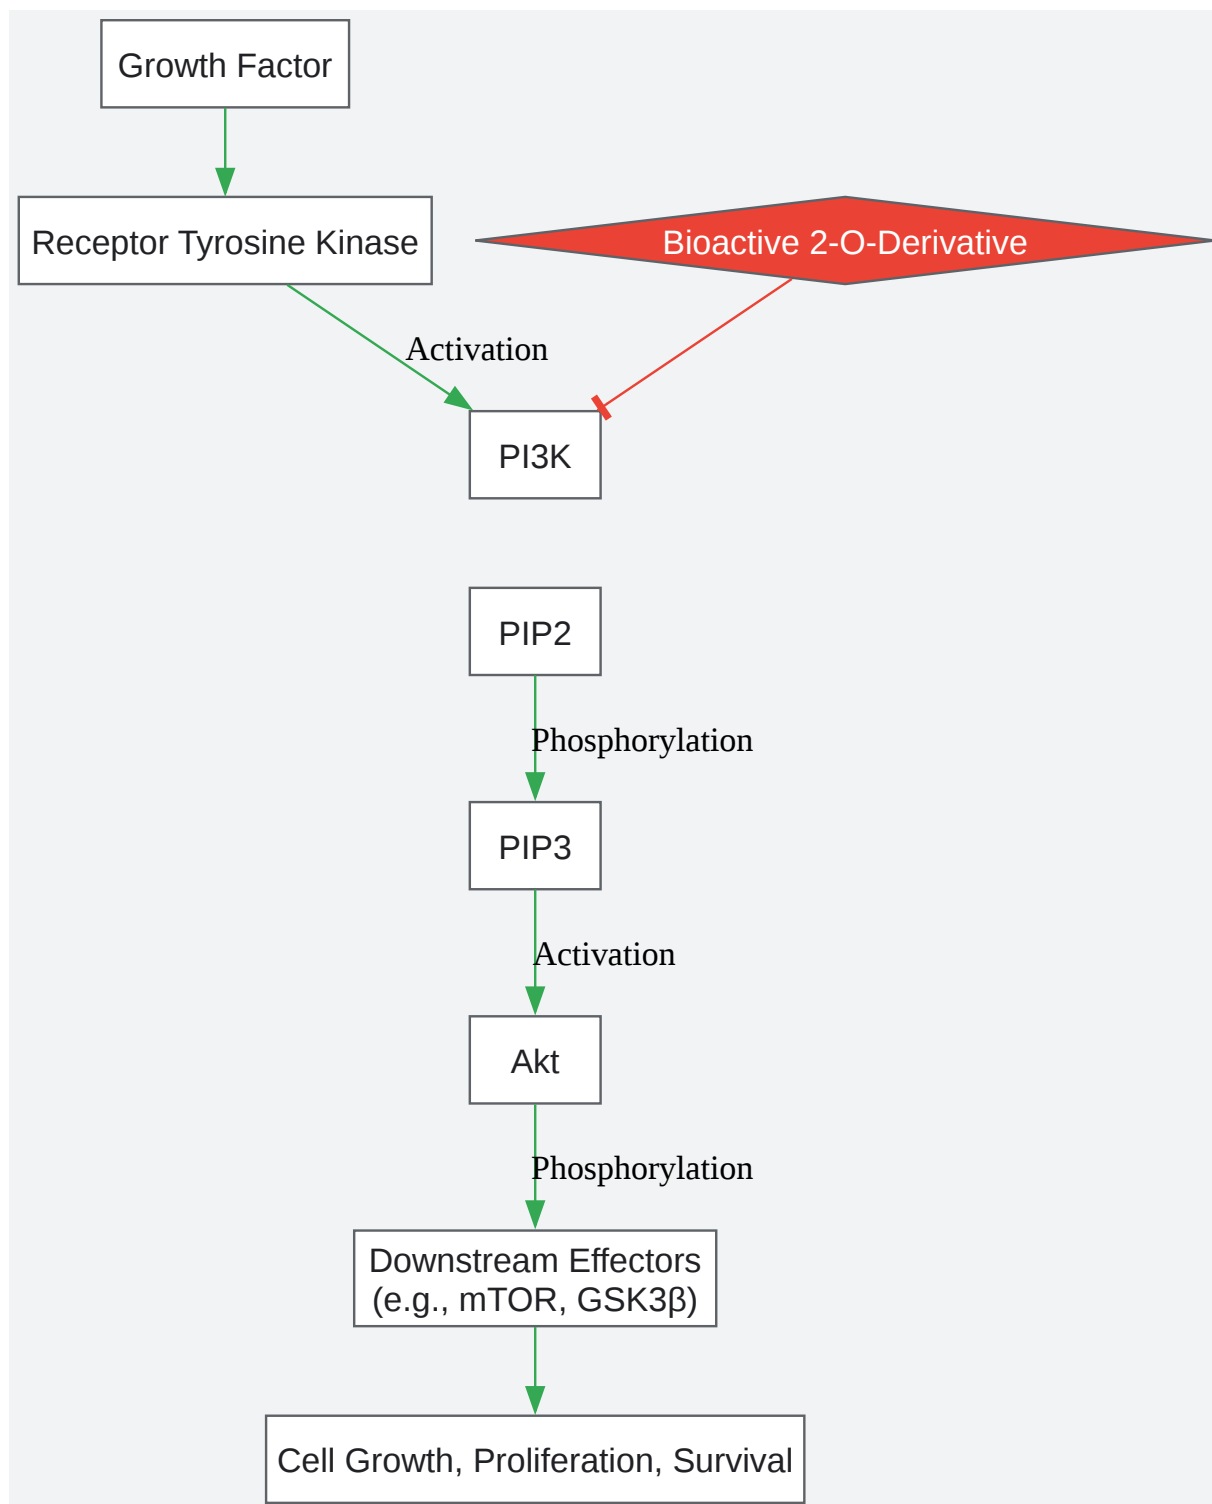 Growth Factor
Receptor Tyrosine Kinase
Bioactive 2-O-Derivative
Activation
PI3K
PIP2
Phosphorylation
PIP3
Activation
Akt
Phosphorylation
Downstream Effectors
(e.g., mTOR, GSK3β)
Cell Growth, Proliferation, Survival